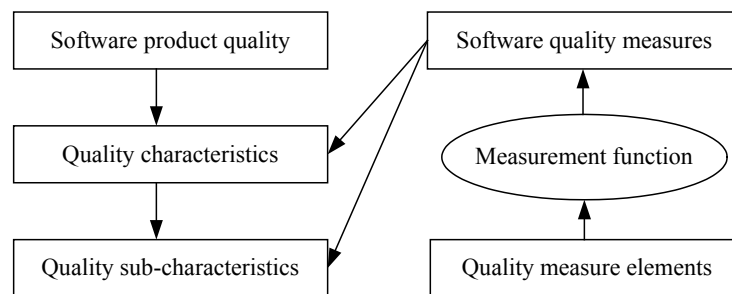 Software product quality
Software quality measures
Quality characteristics
Measurement function
Quality sub-characteristics
Quality measure elements